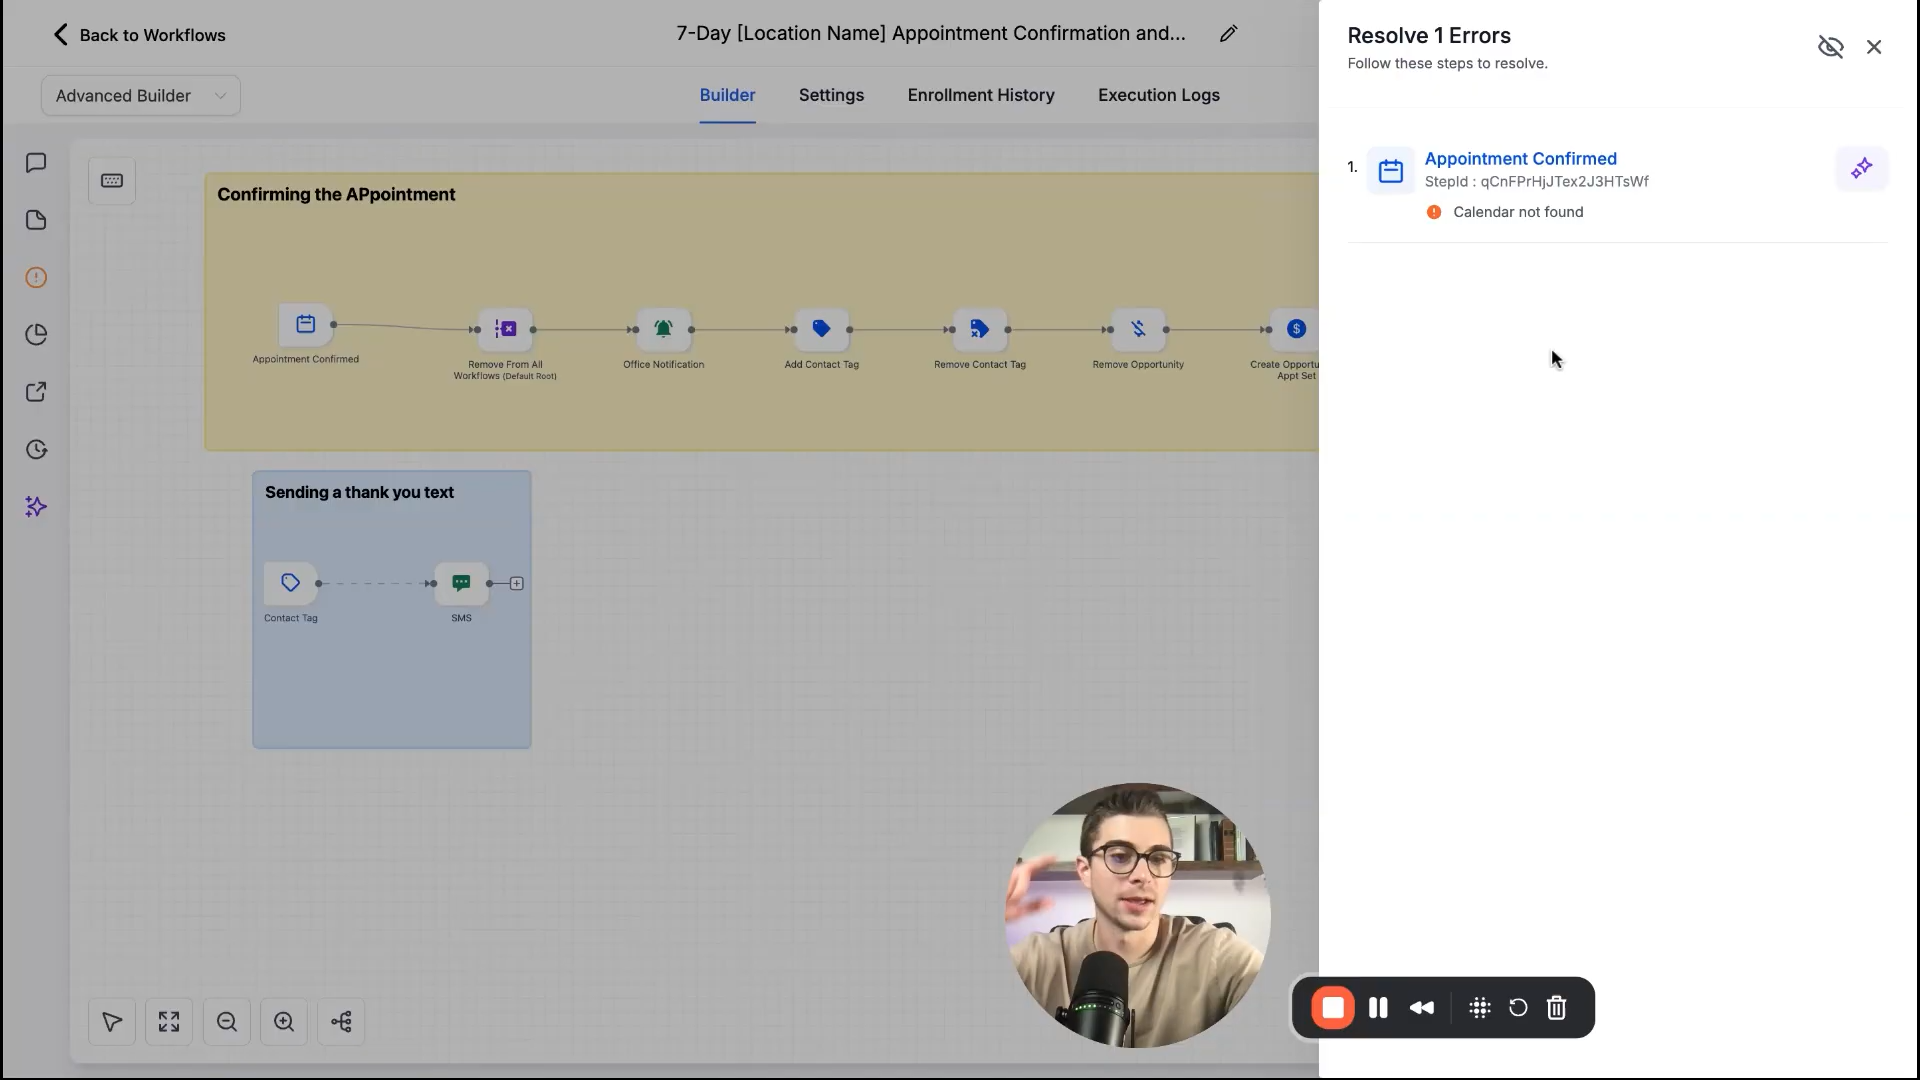 Back to Workflows
7-Day [Location Name] Appointment Confirmation and...
Advanced Builder
Builder
Settings
Enrollment History
Execution Logs
Confirming the APpointment
Appointment Confirmed
Remove From All
Workflows (Default Root)
Office Notification
Add Contact Tag
Remove Contact Tag
Remove Opportunity
Create Opportu
Appt Set
Sending a thank you text
Contact Tag
SMS
Resolve 1 Errors
Follow these steps to resolve.
1.
Appointment Confirmed
StepId : qCnFPrHjJTex2J3HTsWf
Calendar not found